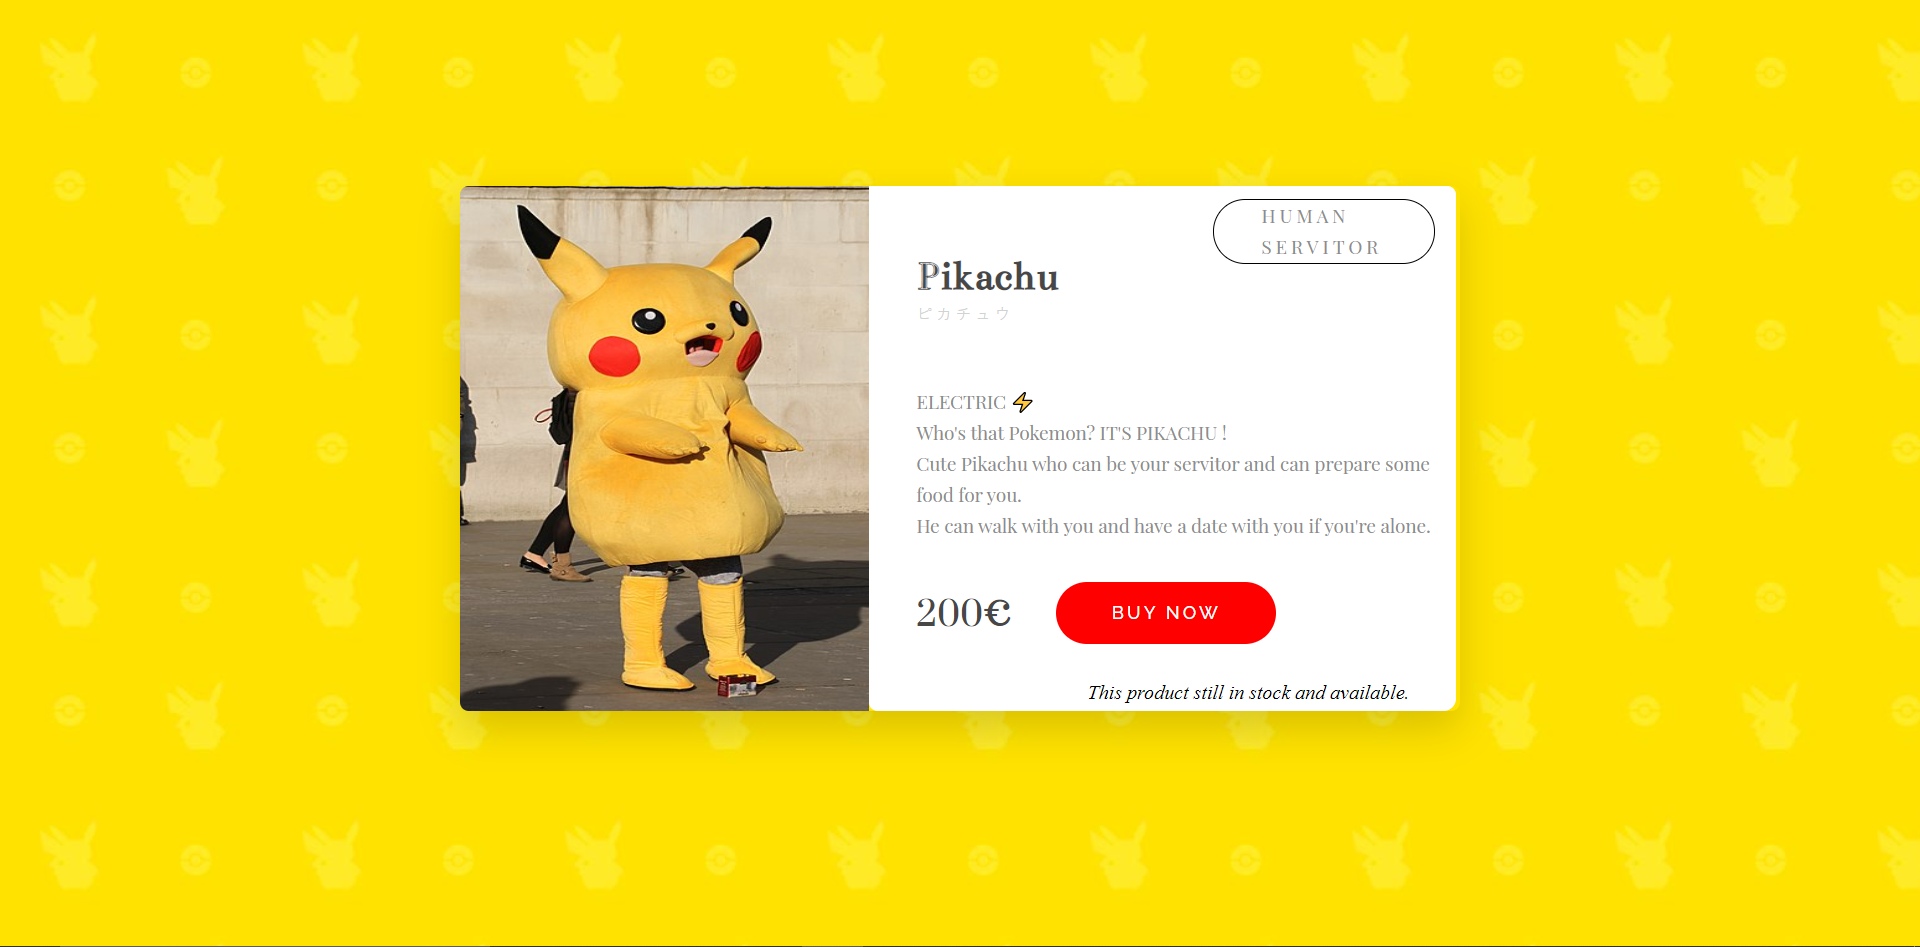 HUMAN
SERVITOR
Pikachu
ピカチュウ
ELECTRIC ⚡
Who's that Pokemon? IT'S PIKACHU !
Cute Pikachu who can be your servitor and can prepare some
food for you.
He can walk with you and have a date with you if you're alone.
200€
BUY NOW
This product still in stock and available.